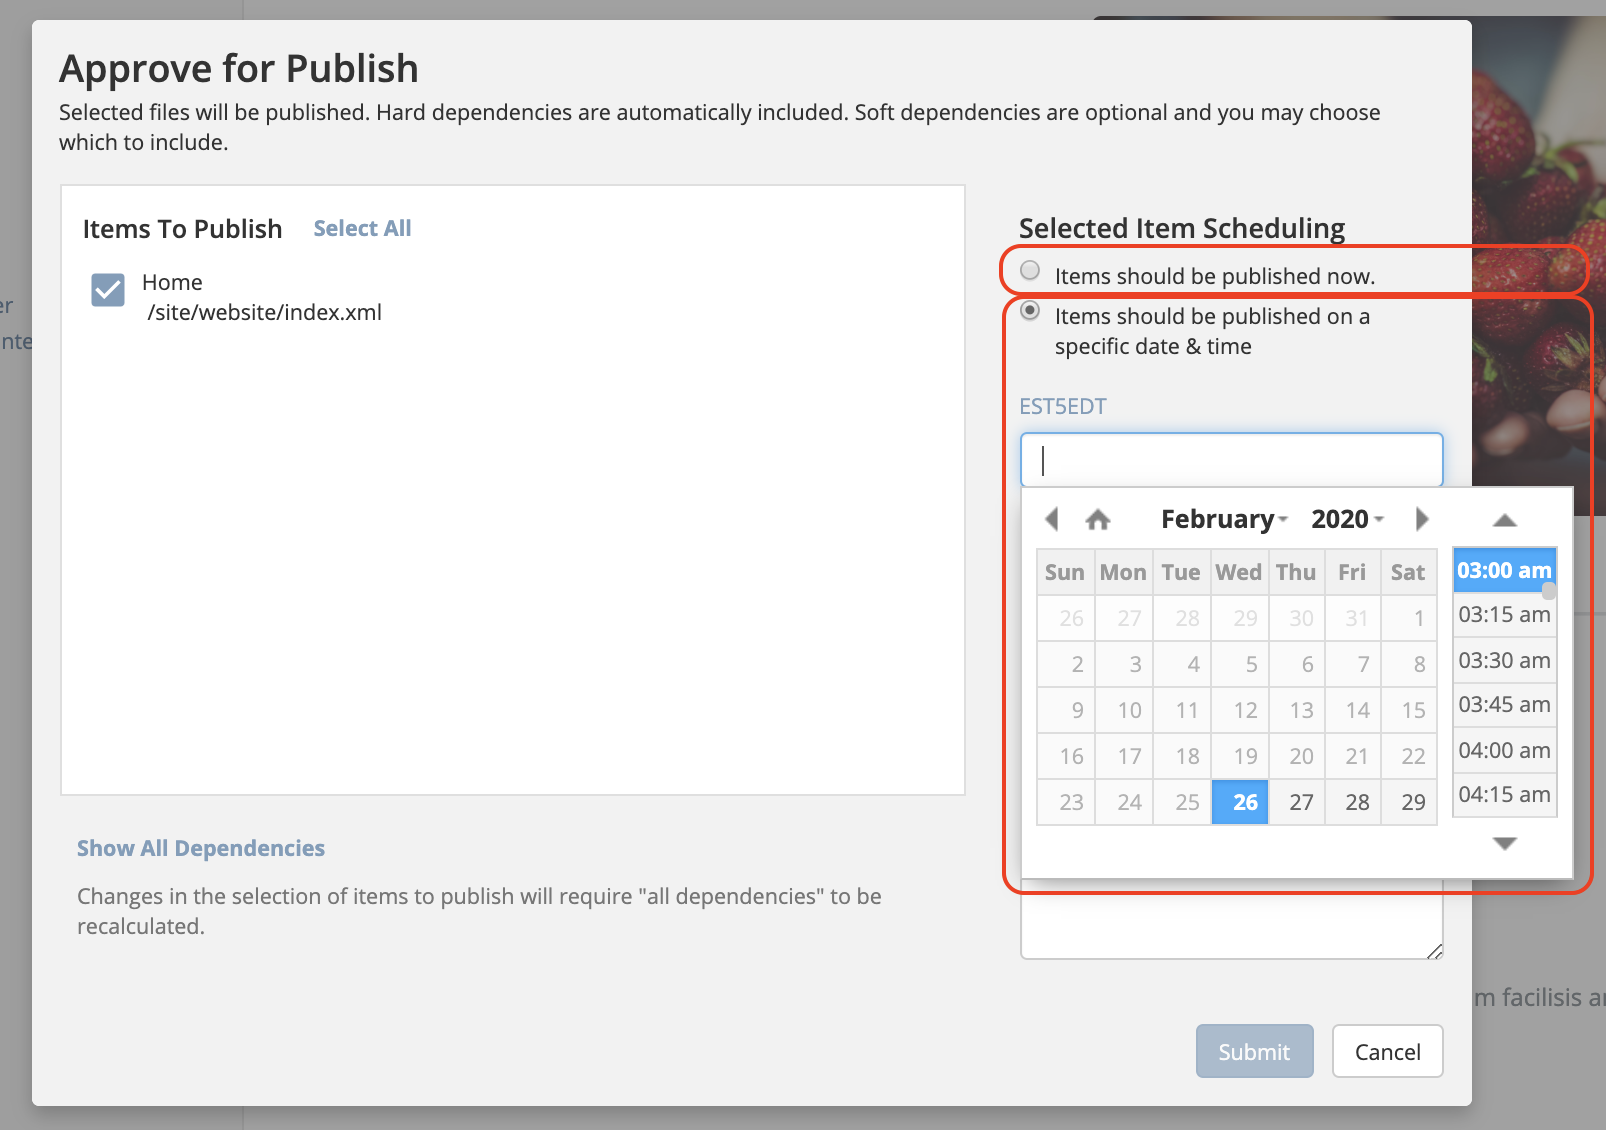 Approve for Publish
Selected files will be published. Hard dependencies are automatically included. Soft dependencies are optional and you may choose
which to include.
Items To Publish Select All
Home
/site/website/index.xml
Show All Dependencies
Changes in the selection of items to publish will require "all dependencies" to be
recalculated.
Selected Item Scheduling
Items should be published now.
Items should be published on a
specific date & time
EST5EDT
February 2020
Sun Mon Tue Wed Thu Fri Sat
26 27 28 29 30 31 1
2 3 4 5 6 7 8
9 10 11 12 13 14 15
16 17 18 19 20 21 22
23 24 25 26 27 28 29
03:00 am
03:15 am
03:30 am
03:45 am
04:00 am
04:15 am
Submit Cancel
er
nte
m facilisis